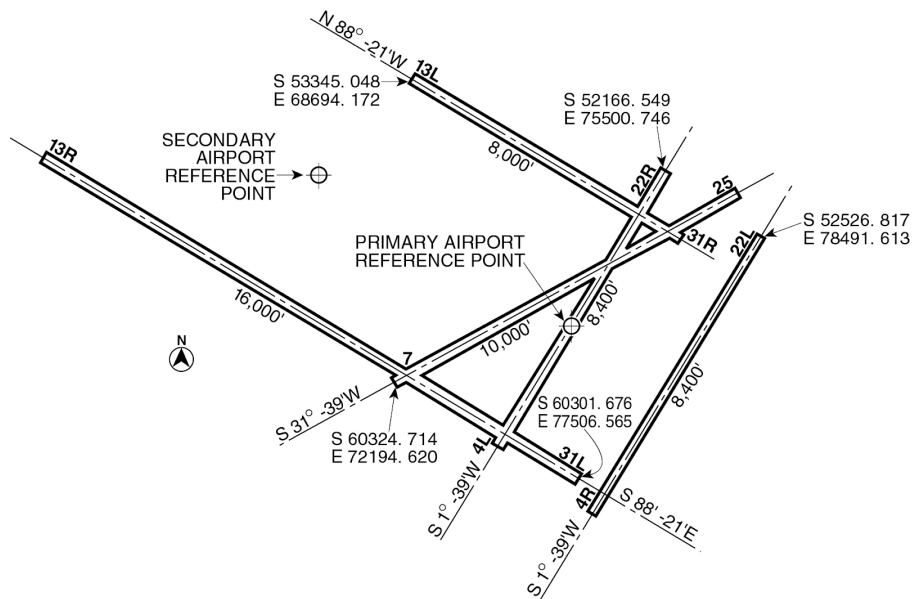 N 88° -21'W
13L
S 53345. 048
E 68694. 172
S 52166. 549
E 75500. 746
SECONDARY
AIRPORT
REFERENCE
POINT
13R
8,000'
22R
25
31R
22L
S 52526. 817
E 78491. 613
PRIMARY AIRPORT
REFERENCE POINT
16,000'
10,000'
8,400'
8,400'
N
7
S 31° -39'W
S 60324. 714
E 72194. 620
S 60301. 676
E 77506. 565
4L
31L
4R
S 88' -21'E
S 1° -39'W
S 1° -39'W